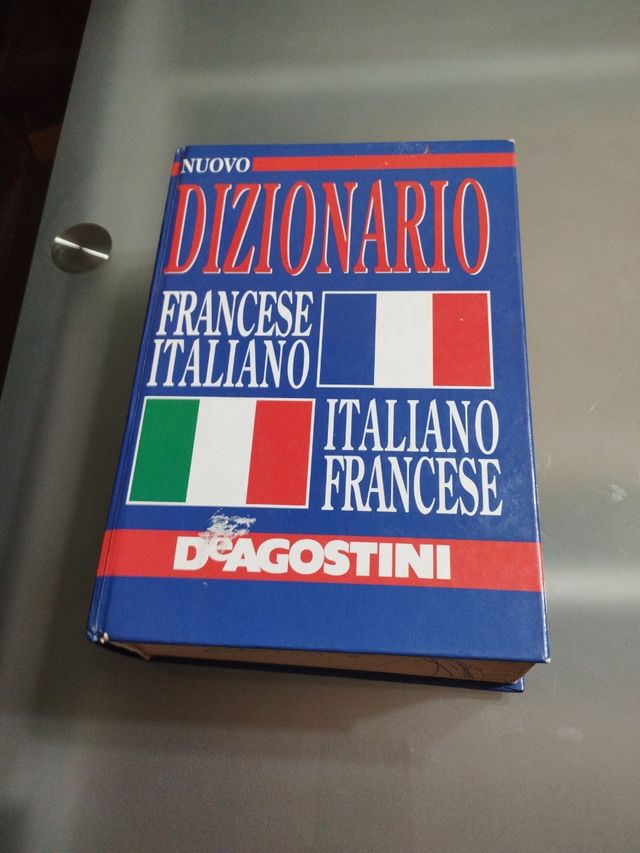 NUOVO
DIZIONARIO
FRANCESE
ITALIANO
ITALIANO
FRANCESE
DeAGOSTINI